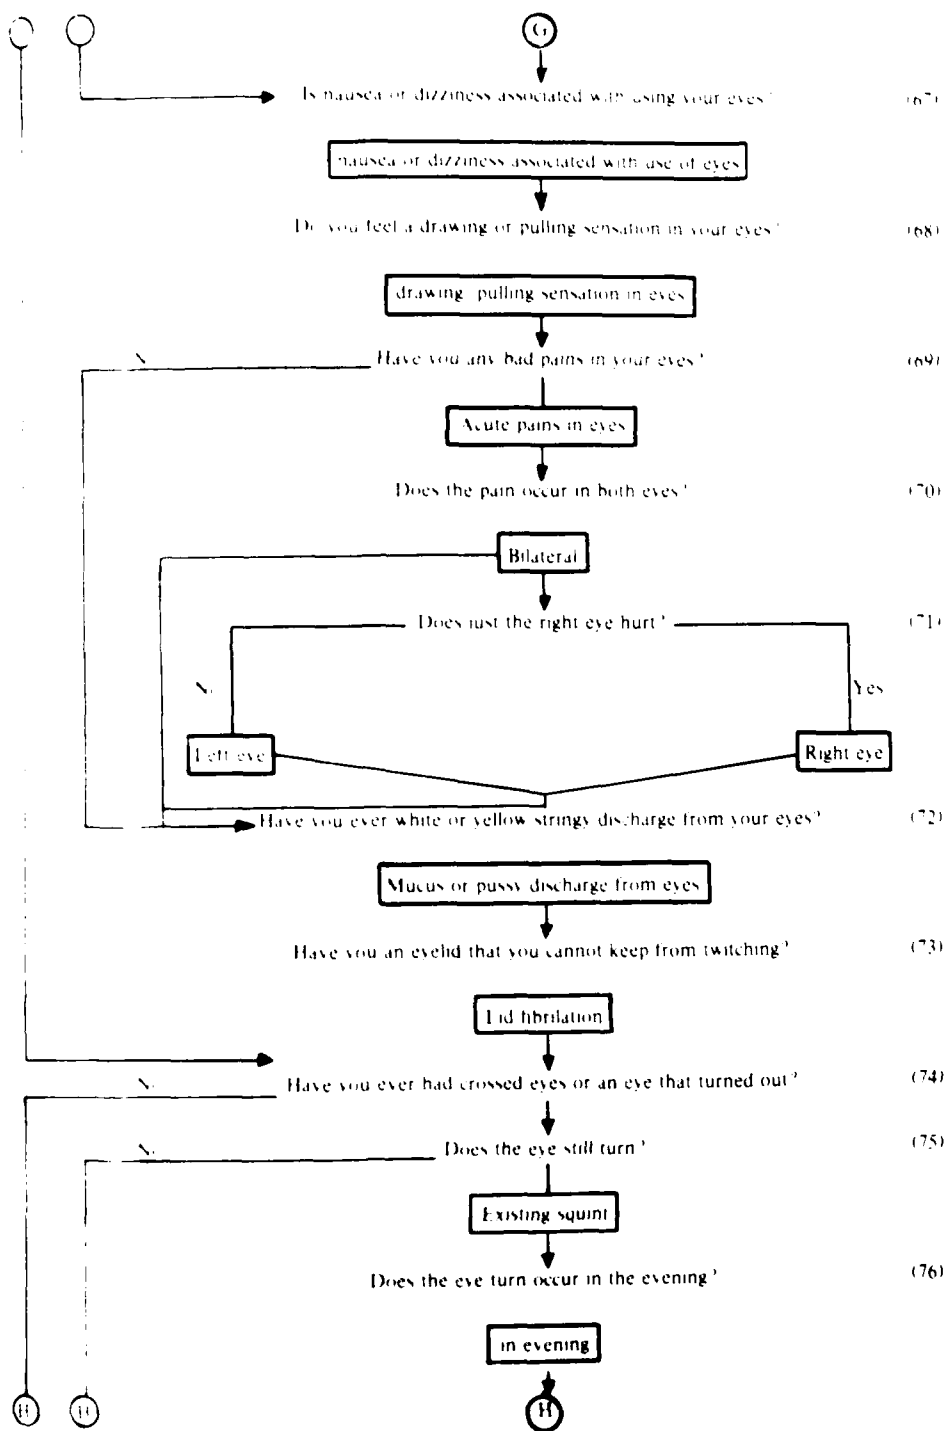 G
Is nausea or dizziness associated with using your eyes? (67)
nausea or dizziness associated with use of eyes
Do you feel a drawing or pulling sensation in your eyes? (68)
drawing pulling sensation in eyes
Have you any bad pains in your eyes? (69)
Acute pains in eyes
Does the pain occur in both eyes? (70)
Bilateral
Does just the right eye hurt? (71)
Yes
Left eye
Right eye
Have you ever white or yellow stringy discharge from your eyes? (72)
Mucus or pussy discharge from eyes
Have you an eyelid that you cannot keep from twitching? (73)
Lid fibrilation
Have you ever had crossed eyes or an eye that turned out? (74)
Does the eye still turn? (75)
Existing squint
Does the eye turn occur in the evening? (76)
in evening
H H H